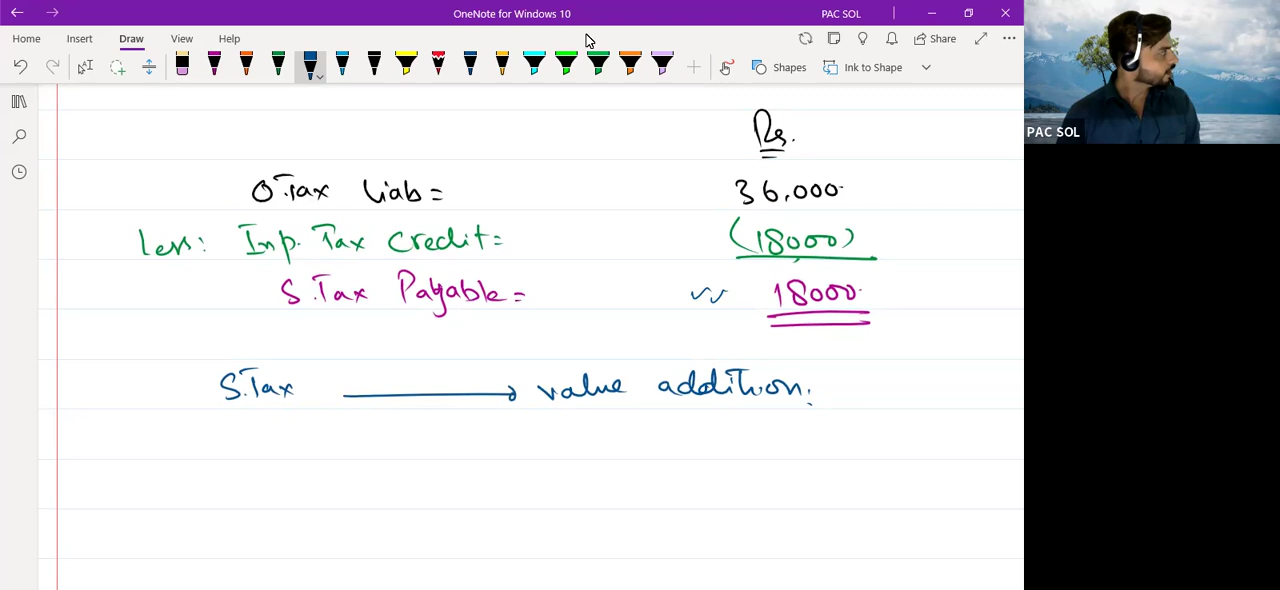 OneNote for Windows 10
PAC SOL
Home Insert Draw View Help
Share
Shapes Ink to Shape
PAC SOL
Rs.
O.Tax Liab = 36,000
Less: Inp. Tax Credit = (18000)
S.Tax Payable = 18000
S.Tax → value addition: